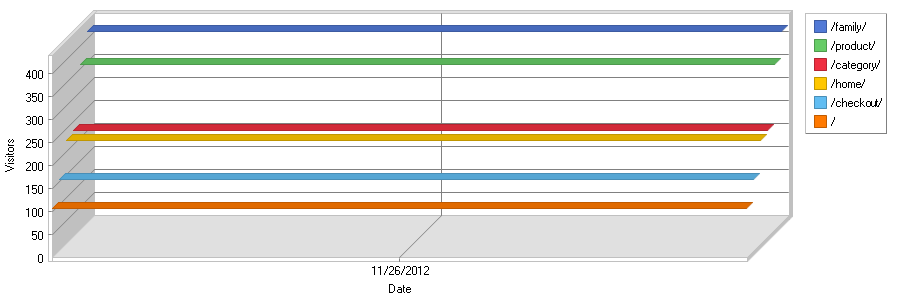 400
350
300
250
200
150
100
50
0
Visitors
11/26/2012
Date
/family/
/product/
/category/
/home/
/checkout/
/